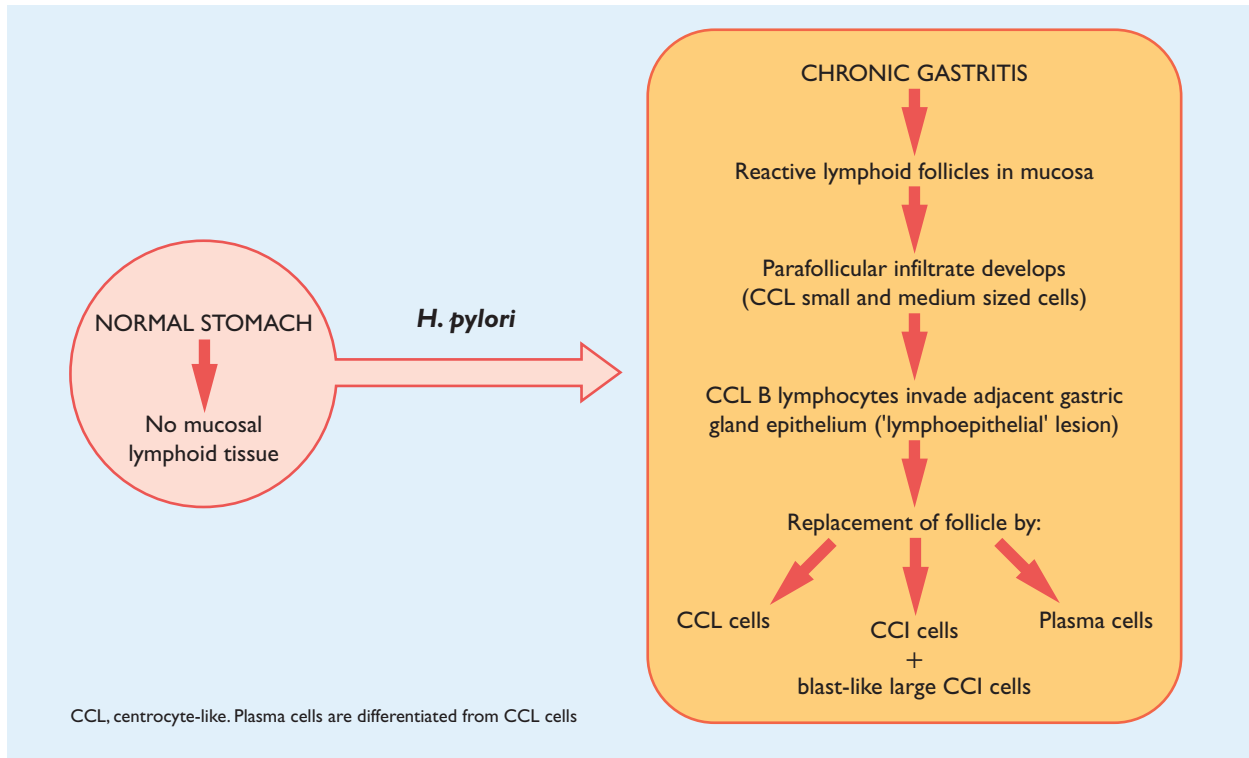 NORMAL STOMACH
No mucosal
lymphoid tissue
H. pylori
CHRONIC GASTRITIS
Reactive lymphoid follicles in mucosa
Parafollicular infiltrate develops
(CCL small and medium sized cells)
CCL B lymphocytes invade adjacent gastric
gland epithelium ('lymphoepithelial' lesion)
Replacement of follicle by:
CCL cells
CCI cells
+
blast-like large CCI cells
Plasma cells
CCL, centrocyte-like. Plasma cells are differentiated from CCL cells